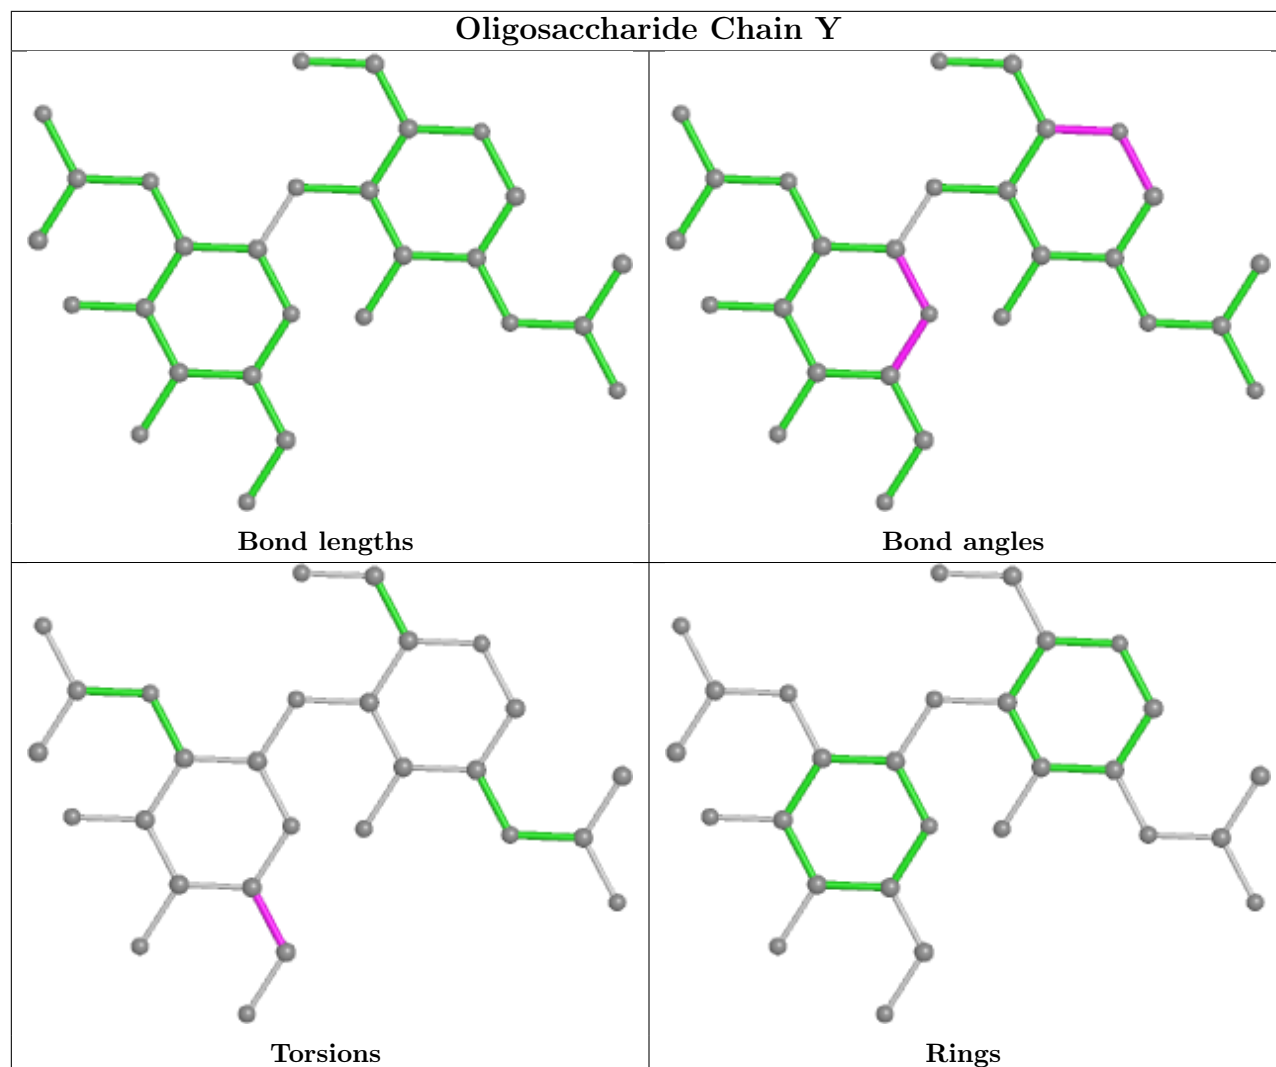 Oligosaccharide Chain Y
Bond lengths
Bond angles
Torsions
Rings